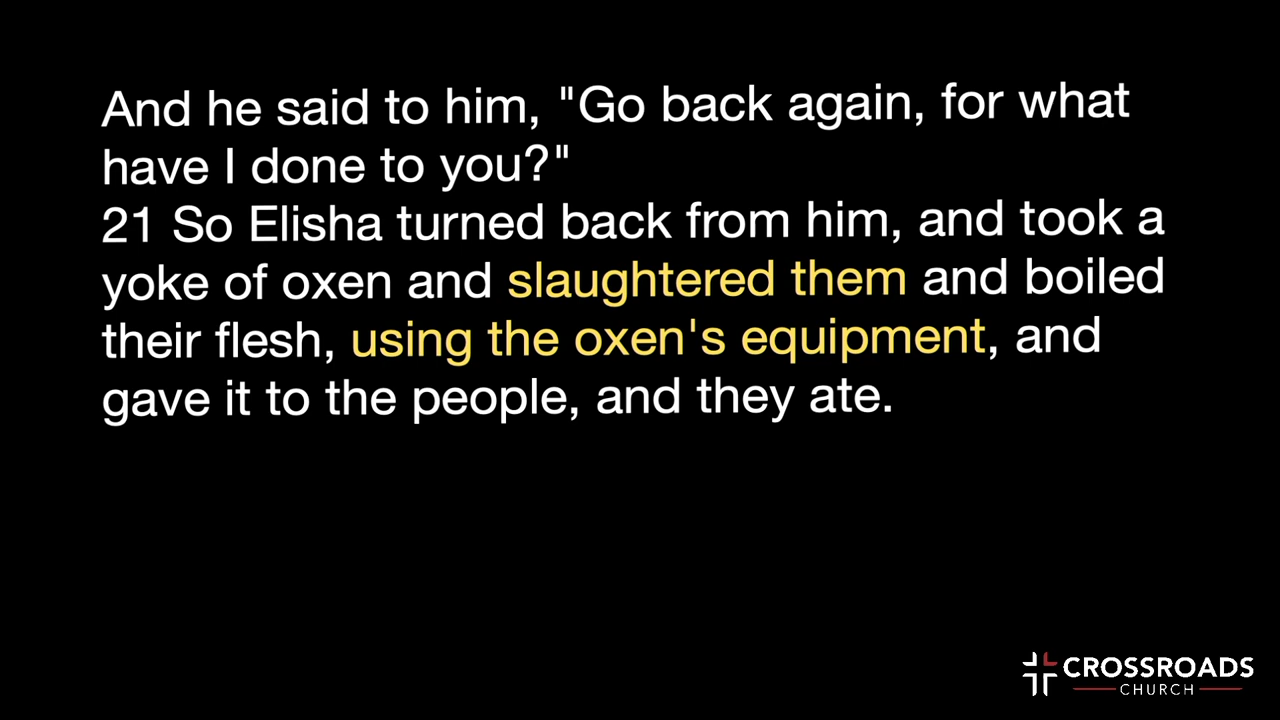 And he said to him, "Go back again, for what
have I done to you?"
21 So Elisha turned back from him, and took a
yoke of oxen and slaughtered them and boiled
their flesh, using the oxen's equipment, and
gave it to the people, and they ate.
CROSSROADS
CHURCH